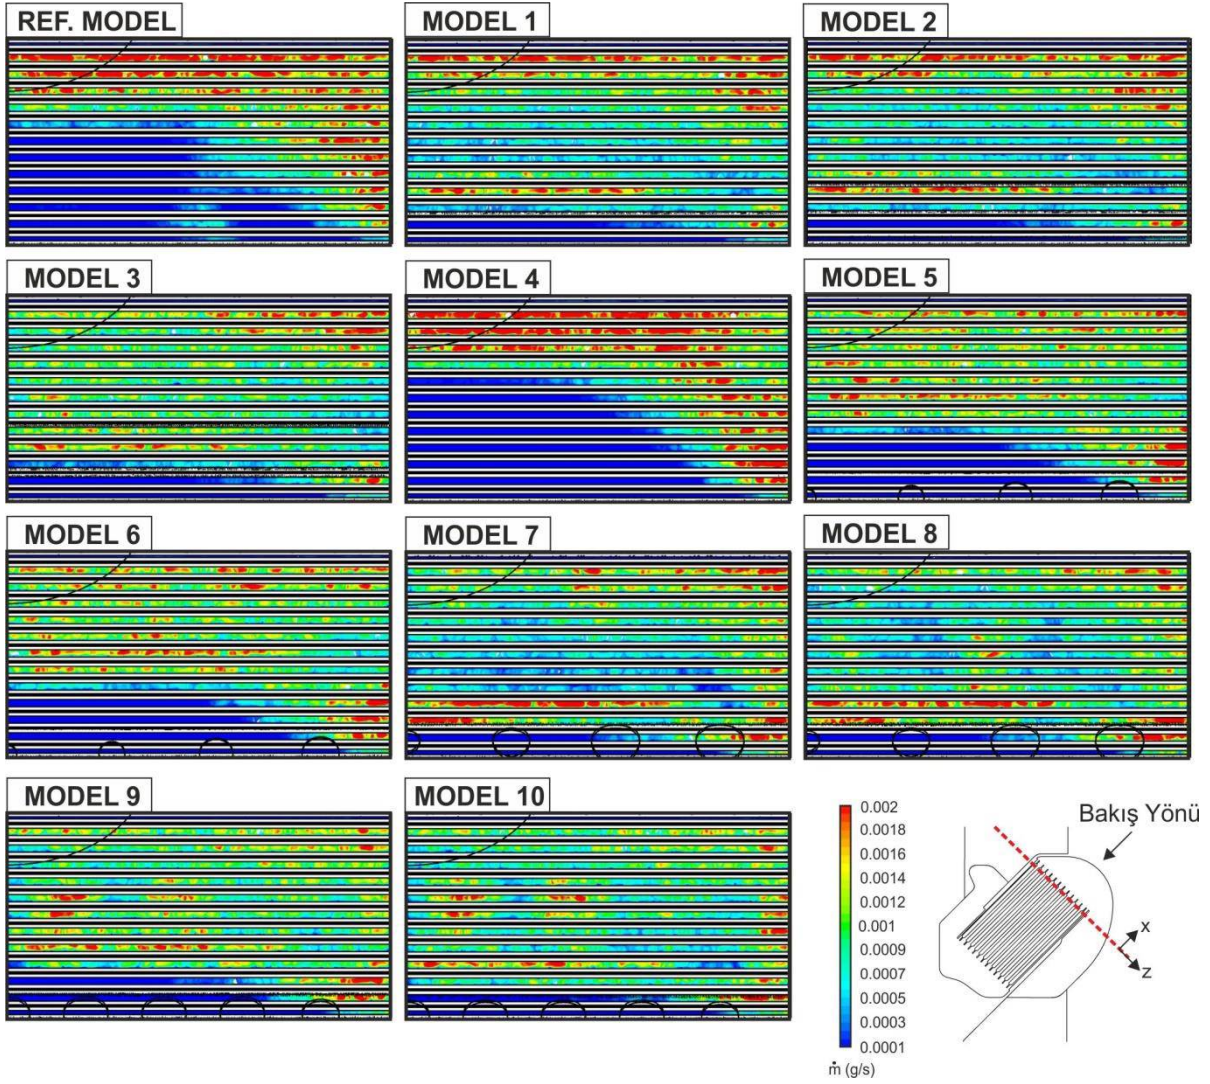 REF. MODEL
MODEL 1
MODEL 2
MODEL 3
MODEL 4
MODEL 5
MODEL 6
MODEL 7
MODEL 8
MODEL 9
MODEL 10
0.002
0.0018
0.0016
0.0014
0.0012
0.001
0.0009
0.0007
0.0005
0.0003
0.0001
ṁ (g/s)
Bakış Yönü
x
z